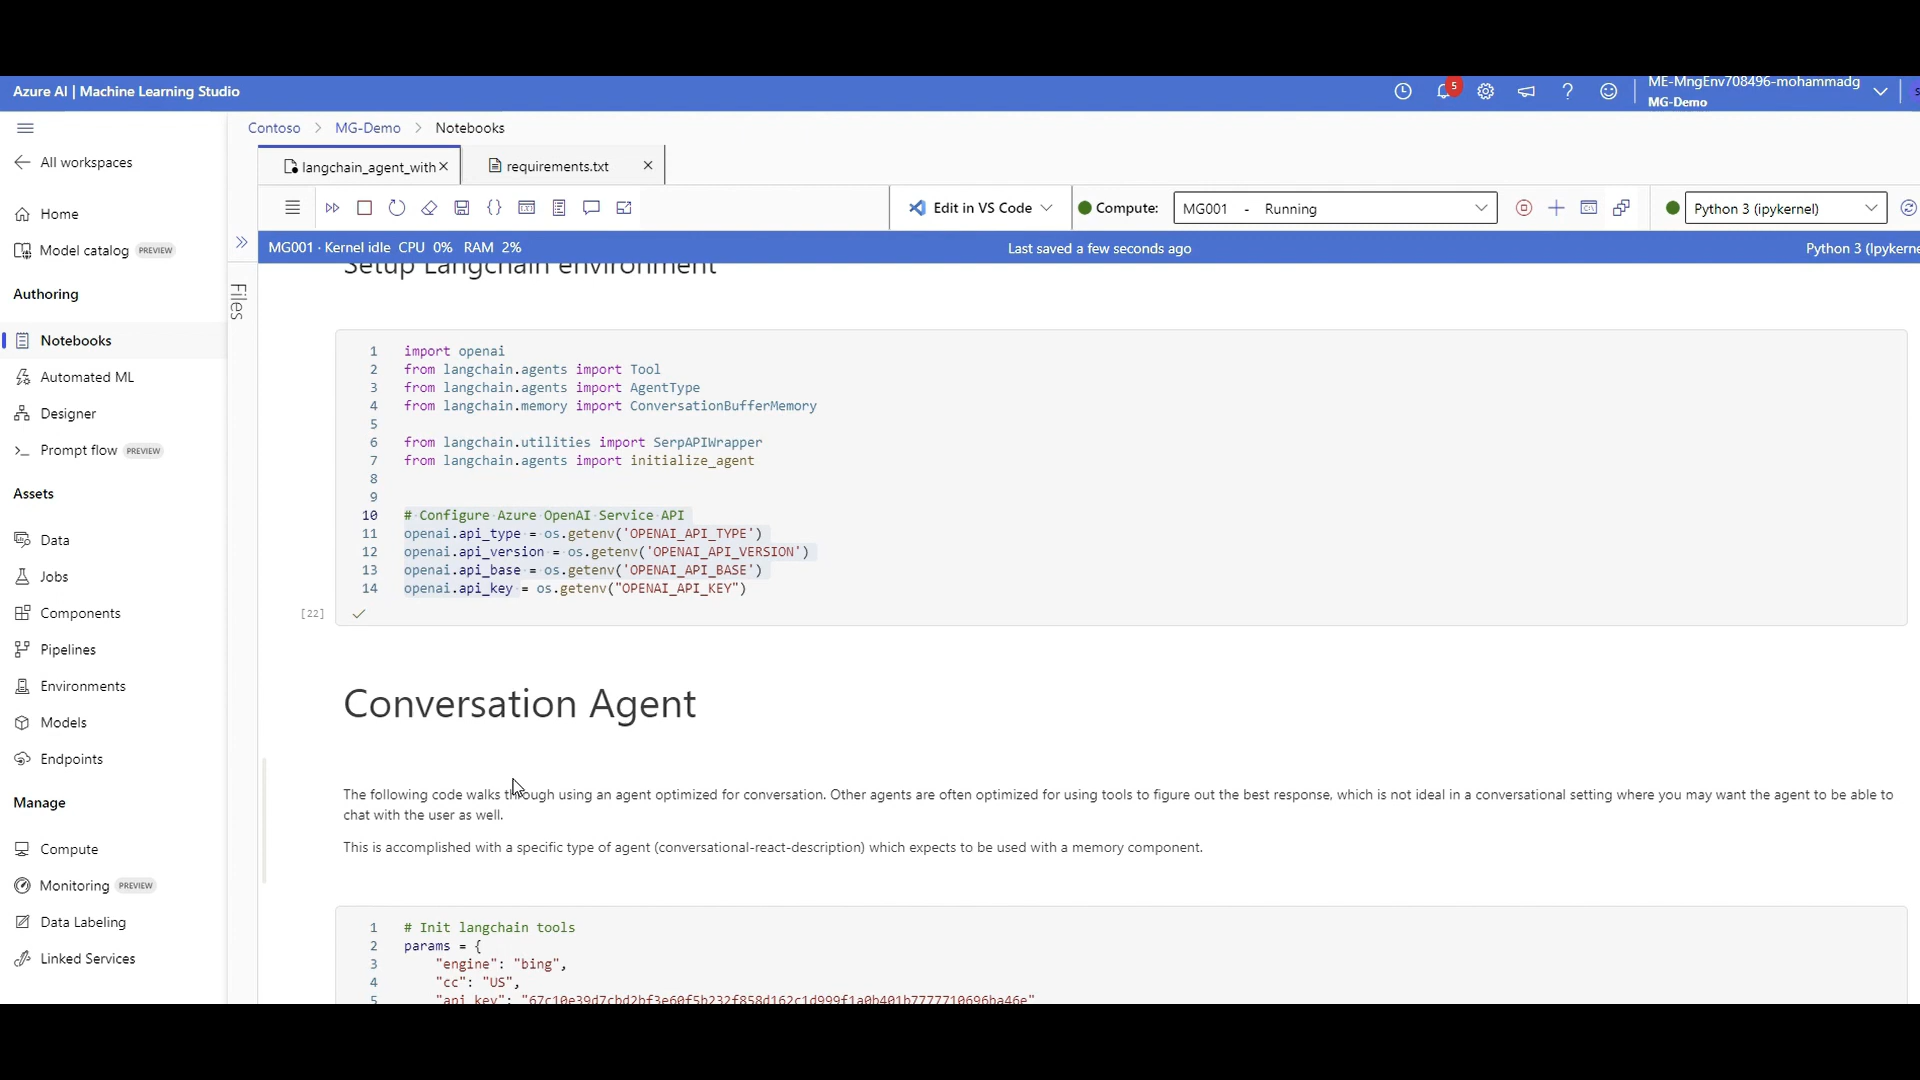 Azure AI | Machine Learning Studio
5
ME-MngEnv708496-mohammadg
MG-Demo
All workspaces
Home
Model catalog PREVIEW
Authoring
Notebooks
Automated ML
Designer
Prompt flow PREVIEW
Assets
Data
Jobs
Components
Pipelines
Environments
Models
Endpoints
Manage
Compute
Monitoring PREVIEW
Data Labeling
Linked Services
Files
Contoso > MG-Demo > Notebooks
langchain_agent_with
requirements.txt
Edit in VS Code
Compute: MG001 - Running
Python 3 (ipykernel)
MG001 · Kernel idle CPU 0% RAM 2%
Last saved a few seconds ago
Python 3 (Ipykerne
Setup Langchain environment
1 import openai
2 from langchain.agents import Tool
3 from langchain.agents import AgentType
4 from langchain.memory import ConversationBufferMemory
5
6 from langchain.utilities import SerpAPIWrapper
7 from langchain.agents import initialize_agent
8
9
10 # Configure Azure OpenAI Service API
11 openai.api_type = os.getenv('OPENAI_API_TYPE')
12 openai.api_version = os.getenv('OPENAI_API_VERSION')
13 openai.api_base = os.getenv('OPENAI_API_BASE')
14 openai.api_key = os.getenv("OPENAI_API_KEY")
[22]
Conversation Agent
The following code walks through using an agent optimized for conversation. Other agents are often optimized for using tools to figure out the best response, which is not ideal in a conversational setting where you may want the agent to be able to
chat with the user as well.
This is accomplished with a specific type of agent (conversational-react-description) which expects to be used with a memory component.
1 # Init langchain tools
2 params = {
3 "engine": "bing",
4 "cc": "US",
5 "api_key":